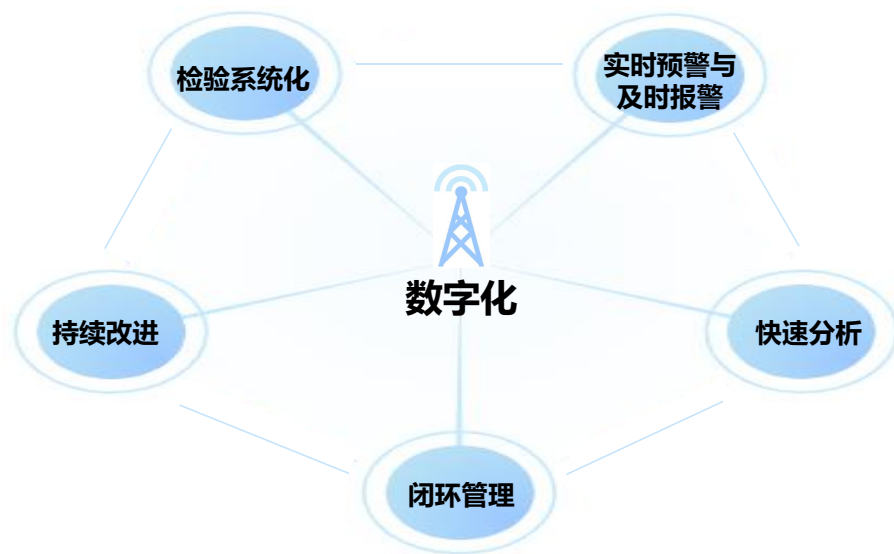 检验系统化
实时预警与
及时报警
数字化
持续改进
快速分析
闭环管理